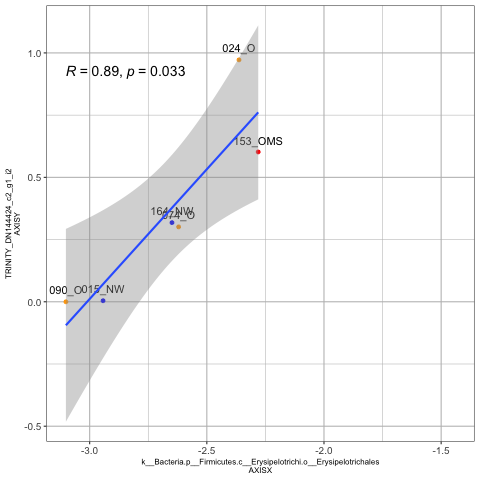 024_O
R = 0.89, p = 0.033
153_OMS
164_NW
074_O
090_O
015_NW
1.0
0.5
0.0
-0.5
-3.0
-2.5
-2.0
-1.5
TRINITY_DN14424_c2_g1_i2
AXISY
k__Bacteria.p__Firmicutes.c__Erysipelotrichi.o__Erysipelotrichales
AXISX